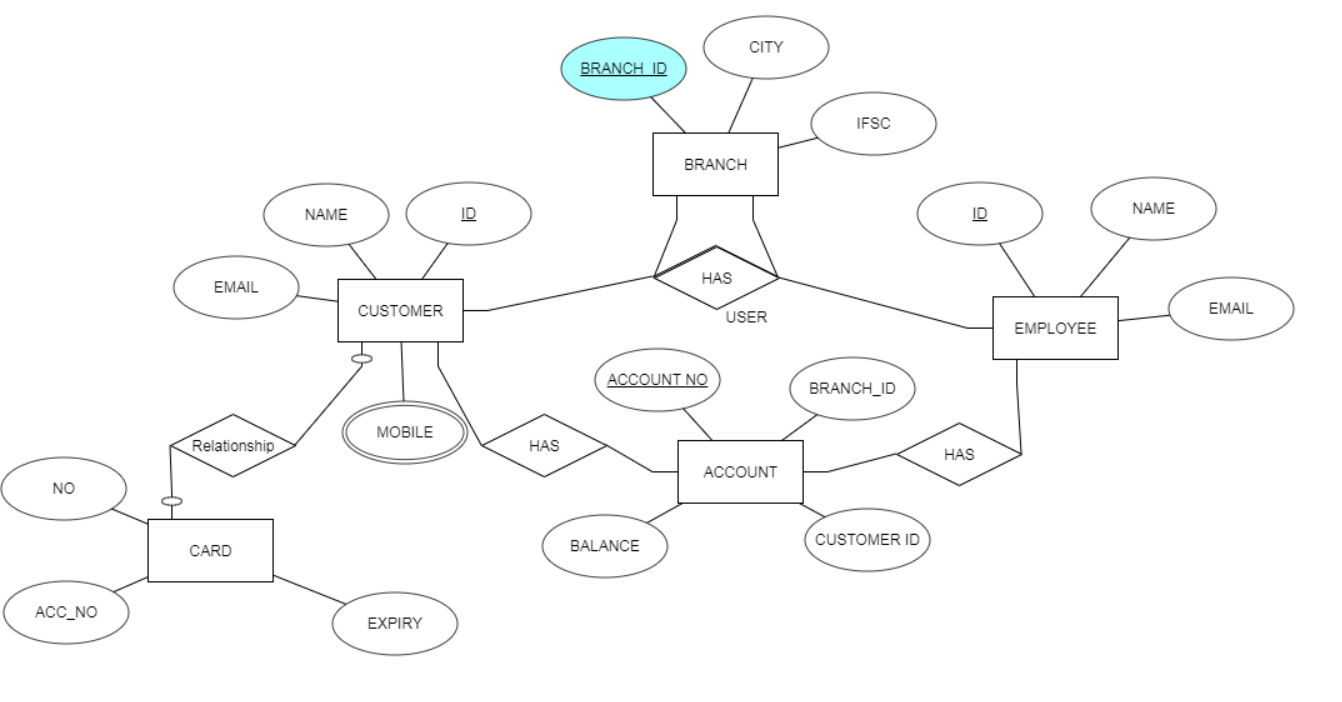 CITY
BRANCH_ID
IFSC
BRANCH
NAME
ID
ID
NAME
EMAIL
CUSTOMER
HAS
USER
EMPLOYEE
EMAIL
ACCOUNT NO
BRANCH_ID
MOBILE
Relationship
HAS
HAS
ACCOUNT
NO
BALANCE
CUSTOMER ID
CARD
ACC_NO
EXPIRY